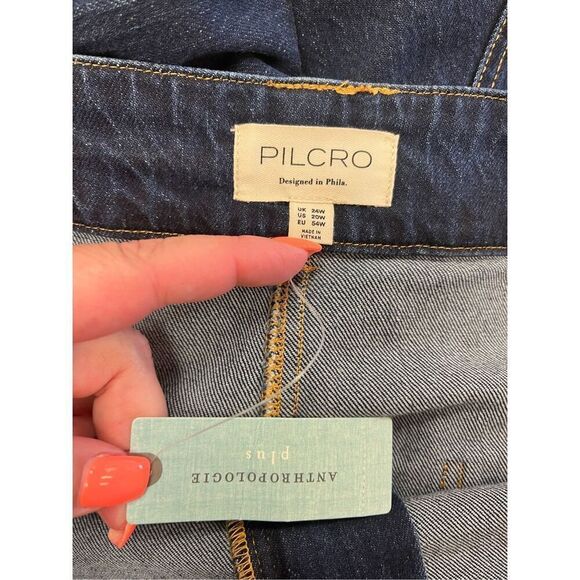 PILCRO
Designed in Phila.
UK 24W
US 20W
EU 54W
MADE IN
VIETNAM
ANTHROPOLOGIE
plus